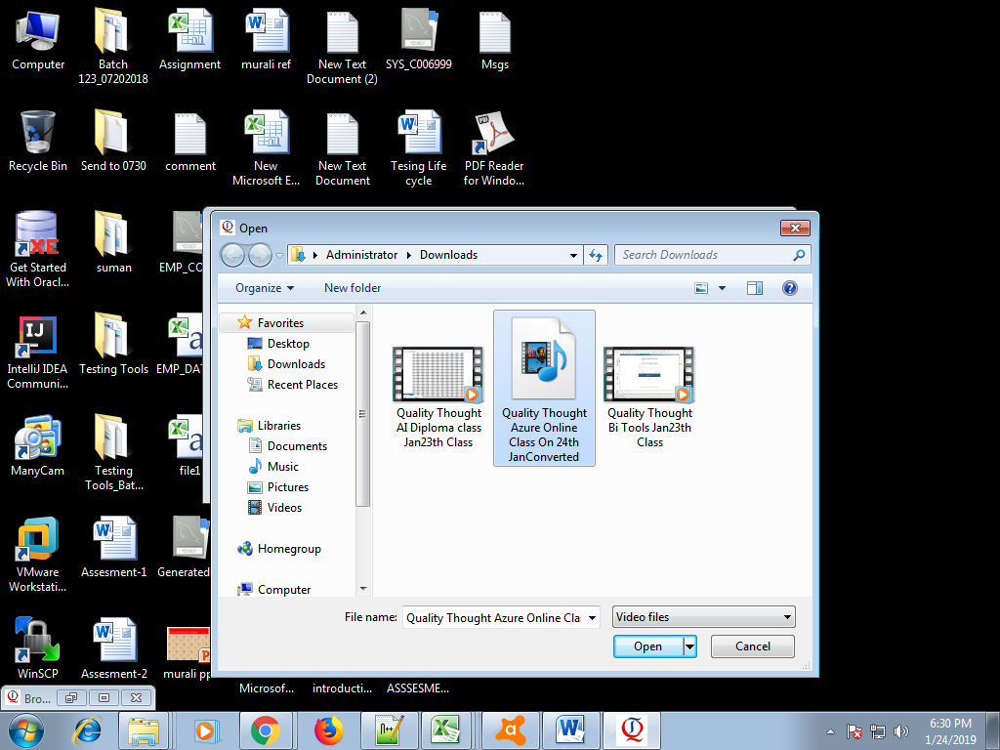 Computer
Batch
123_07202018
Assignment
murali ref
New Text
Document (2)
SYS_C006999
Msgs
Recycle Bin
Send to 0730
comment
New
Microsoft E...
New Text
Document
Tesing Life
cycle
PDF Reader
for Windo...
Get Started
With Oracl...
suman
EMP_CO
IntelliJ IDEA
Communi...
Testing Tools
EMP_DAT
ManyCam
Testing
Tools_Bat...
file1
VMware
Workstati...
Assesment-1
Generated
WinSCP
Assesment-2
murali pp
Microsof...
introducti...
ASSSESME...
Open
Administrator
Downloads
Search Downloads
Organize
New folder
Favorites
Desktop
Downloads
Recent Places
Libraries
Documents
Music
Pictures
Videos
Homegroup
Computer
Quality Thought
AI Diploma class
Jan23th Class
Quality Thought
Azure Online
Class On 24th
JanConverted
Quality Thought
Bi Tools Jan23th
Class
File name:
Quality Thought Azure Online Cla
Video files
Open
Cancel
Bro...
6:30 PM
1/24/2019